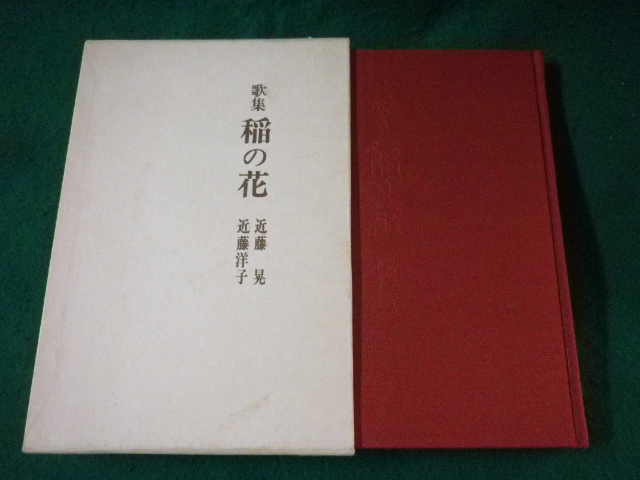 歌集
稲の花
近藤 晃
近藤洋子